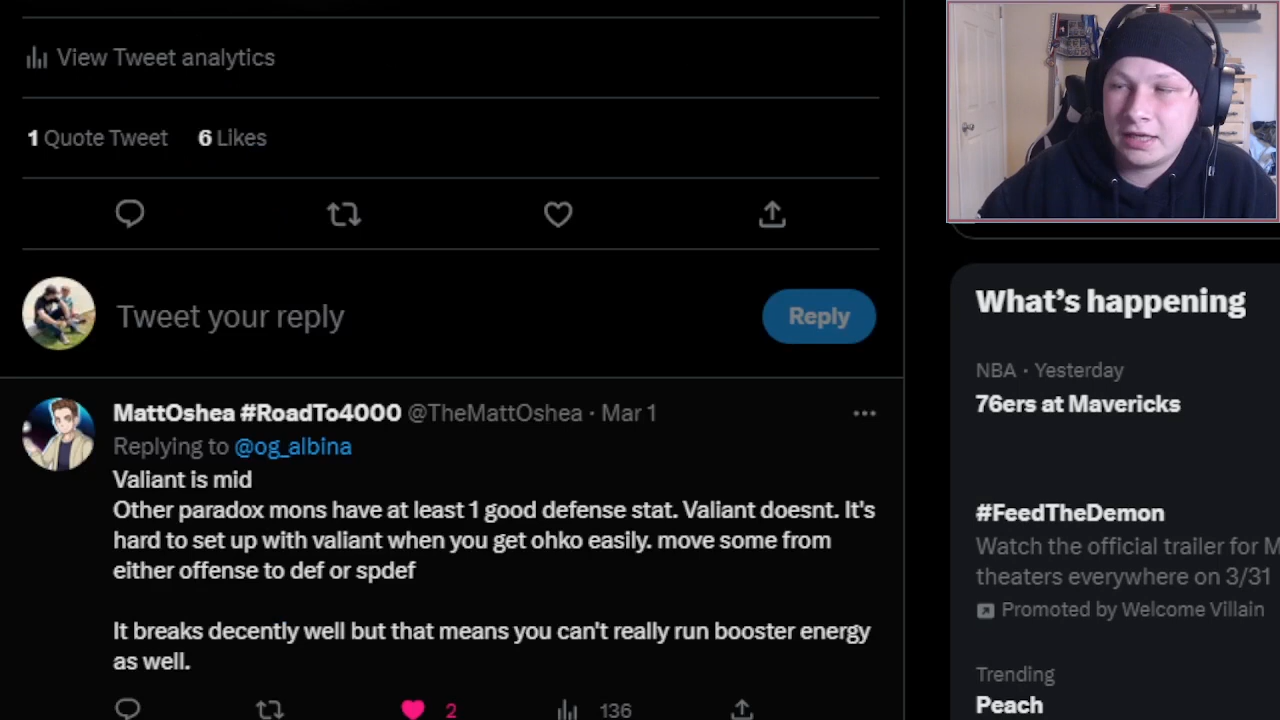 View Tweet analytics
1 Quote Tweet 6 Likes
Tweet your reply
Reply
MattOshea #RoadTo4000 @TheMattOshea · Mar 1
Replying to @og_albina
Valiant is mid
Other paradox mons have at least 1 good defense stat. Valiant doesnt. It's
hard to set up with valiant when you get ohko easily. move some from
either offense to def or spdef
It breaks decently well but that means you can't really run booster energy
as well.
2 136
What's happening
NBA · Yesterday
76ers at Mavericks
#FeedTheDemon
Watch the official trailer for M
theaters everywhere on 3/31
Promoted by Welcome Villain
Trending
Peach